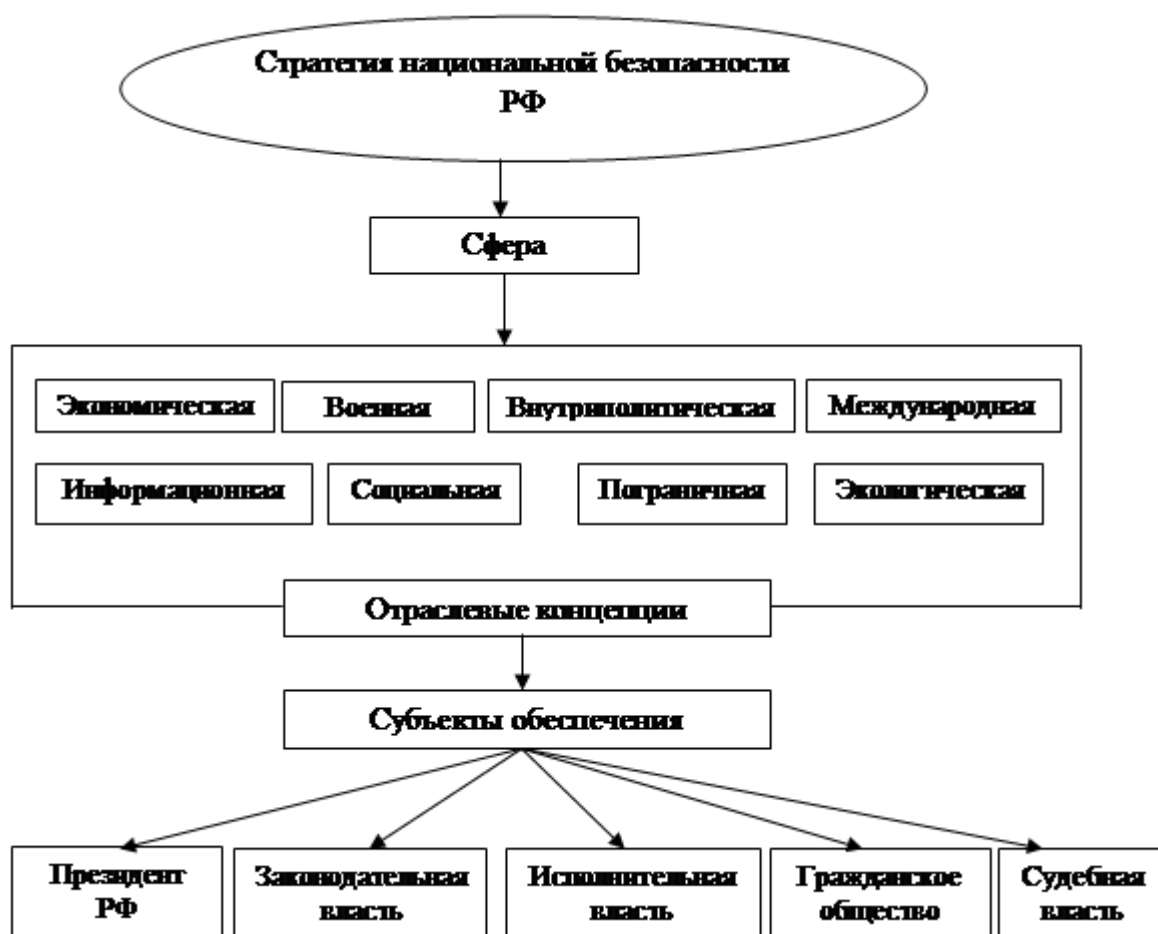 Стратегия национальной безопасности
РФ
Сфера
Экономическая
Военная
Внутриполитическая
Международная
Информационная
Социальная
Пограничная
Экологическая
Отраслевые концепции
Субъекты обеспечения
Президент
РФ
Законодательная
власть
Исполнительная
власть
Гражданское
общество
Судебная
власть